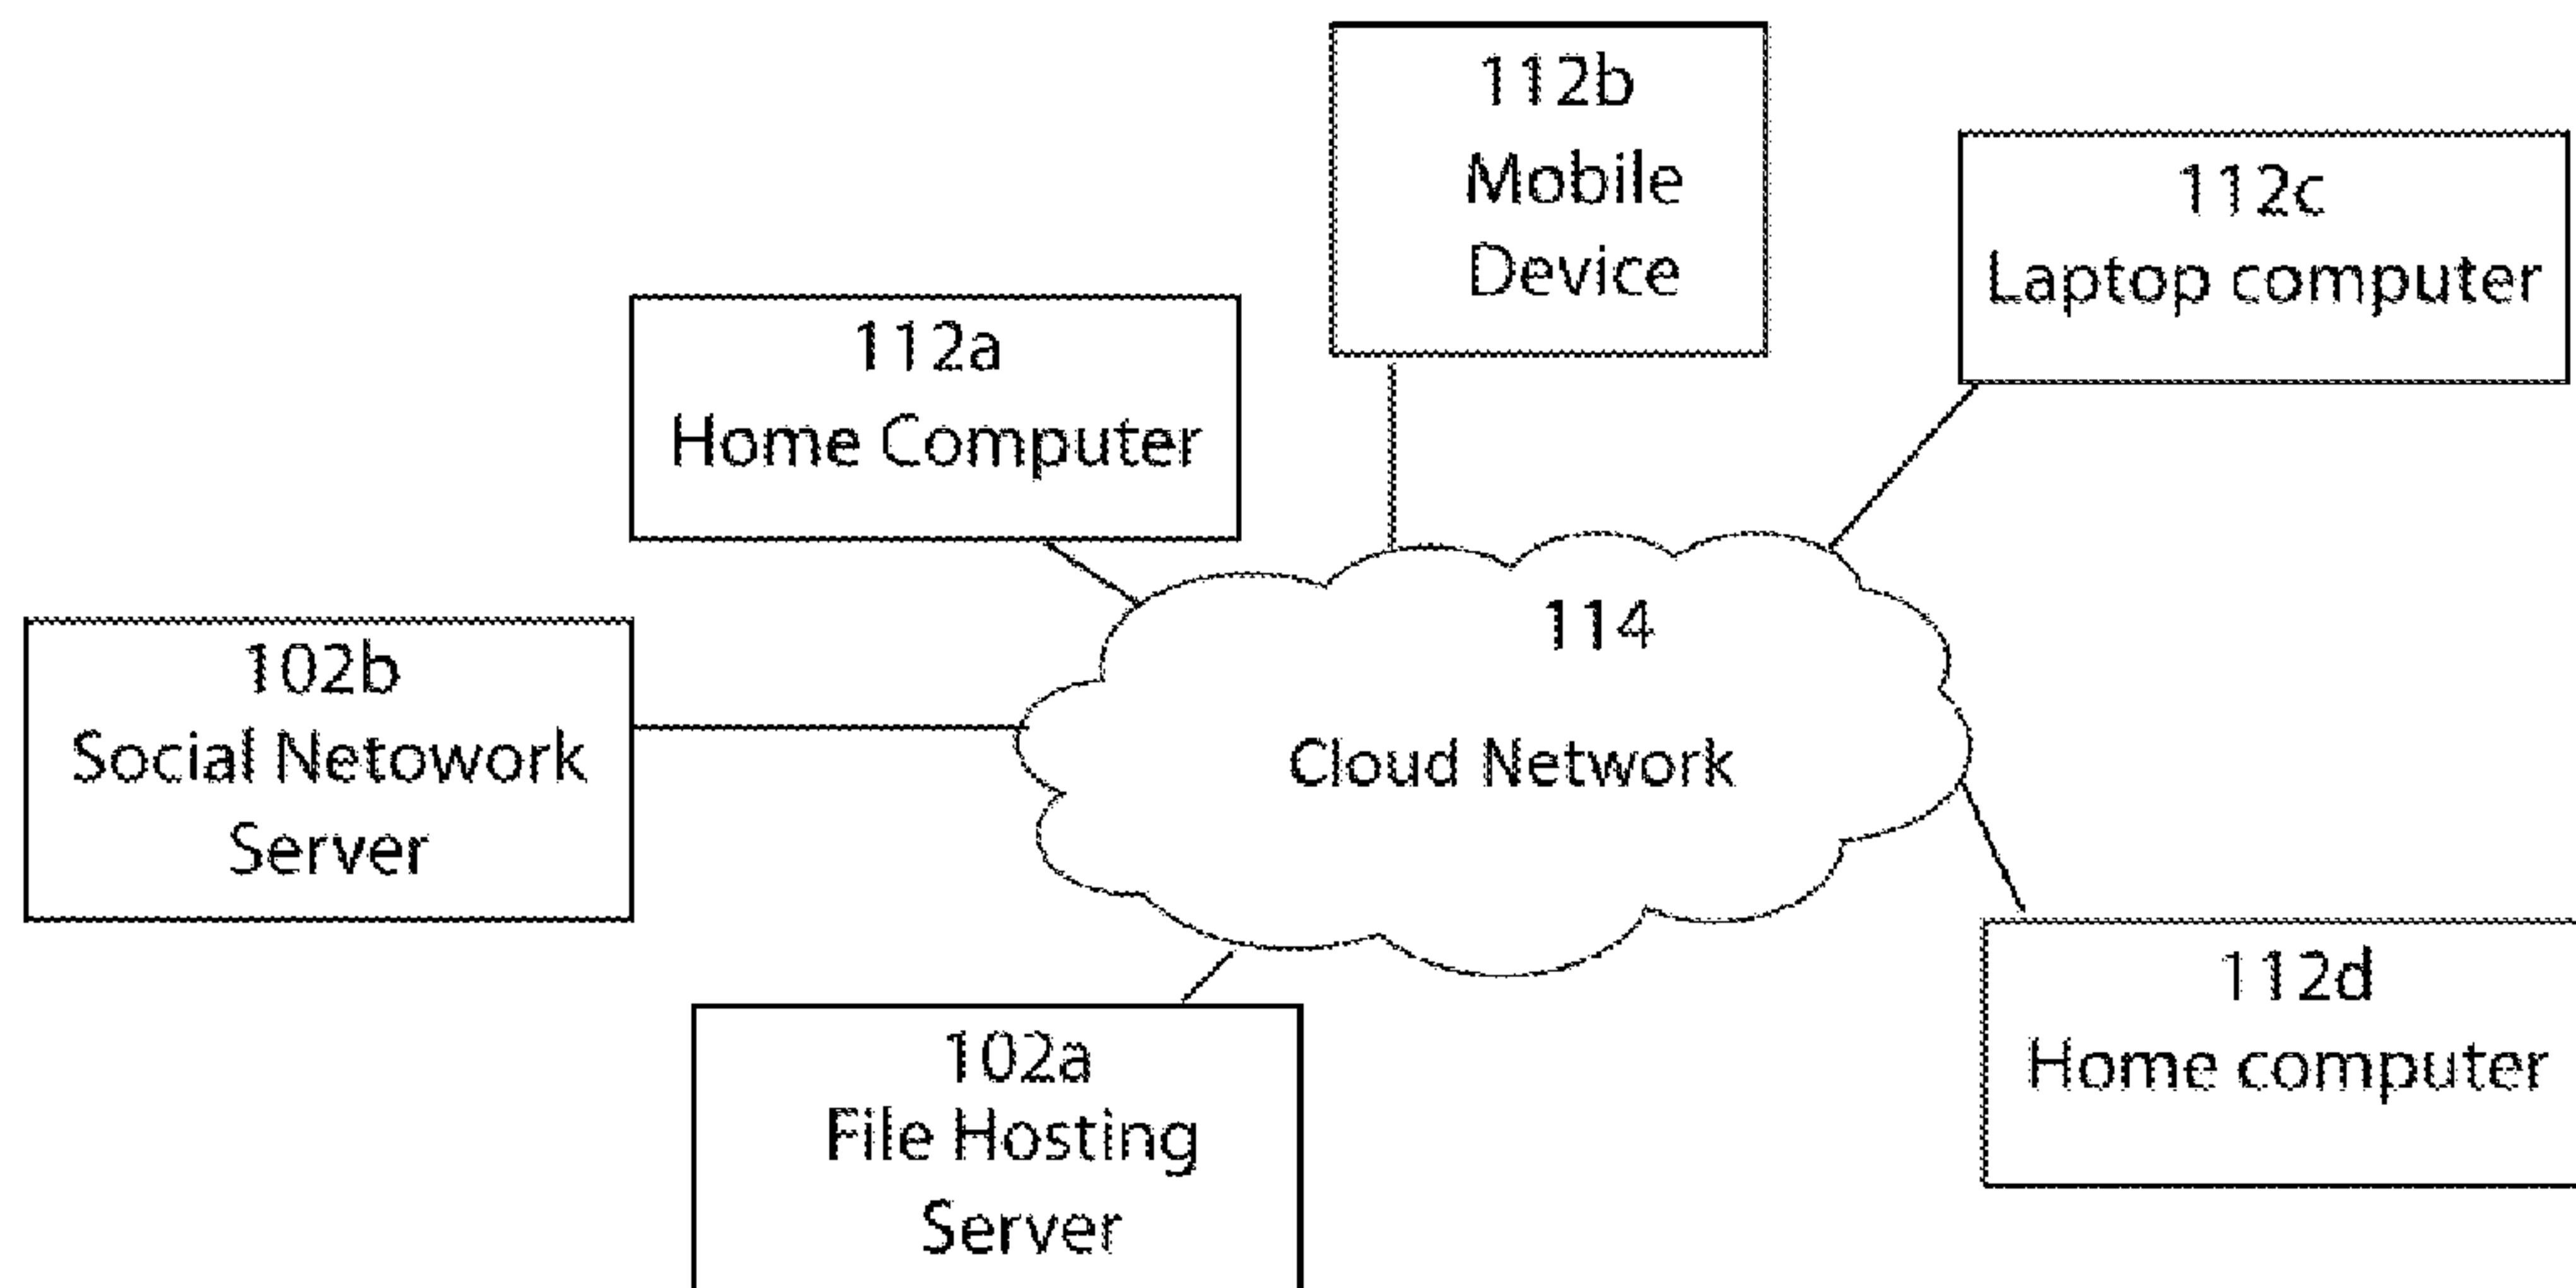 112b
Mobile
Device
112c
Laptop computer
112a
Home Computer
114
Cloud Network
102b
Social Netowork
Server
112d
Home computer
102a
File Hosting
Server